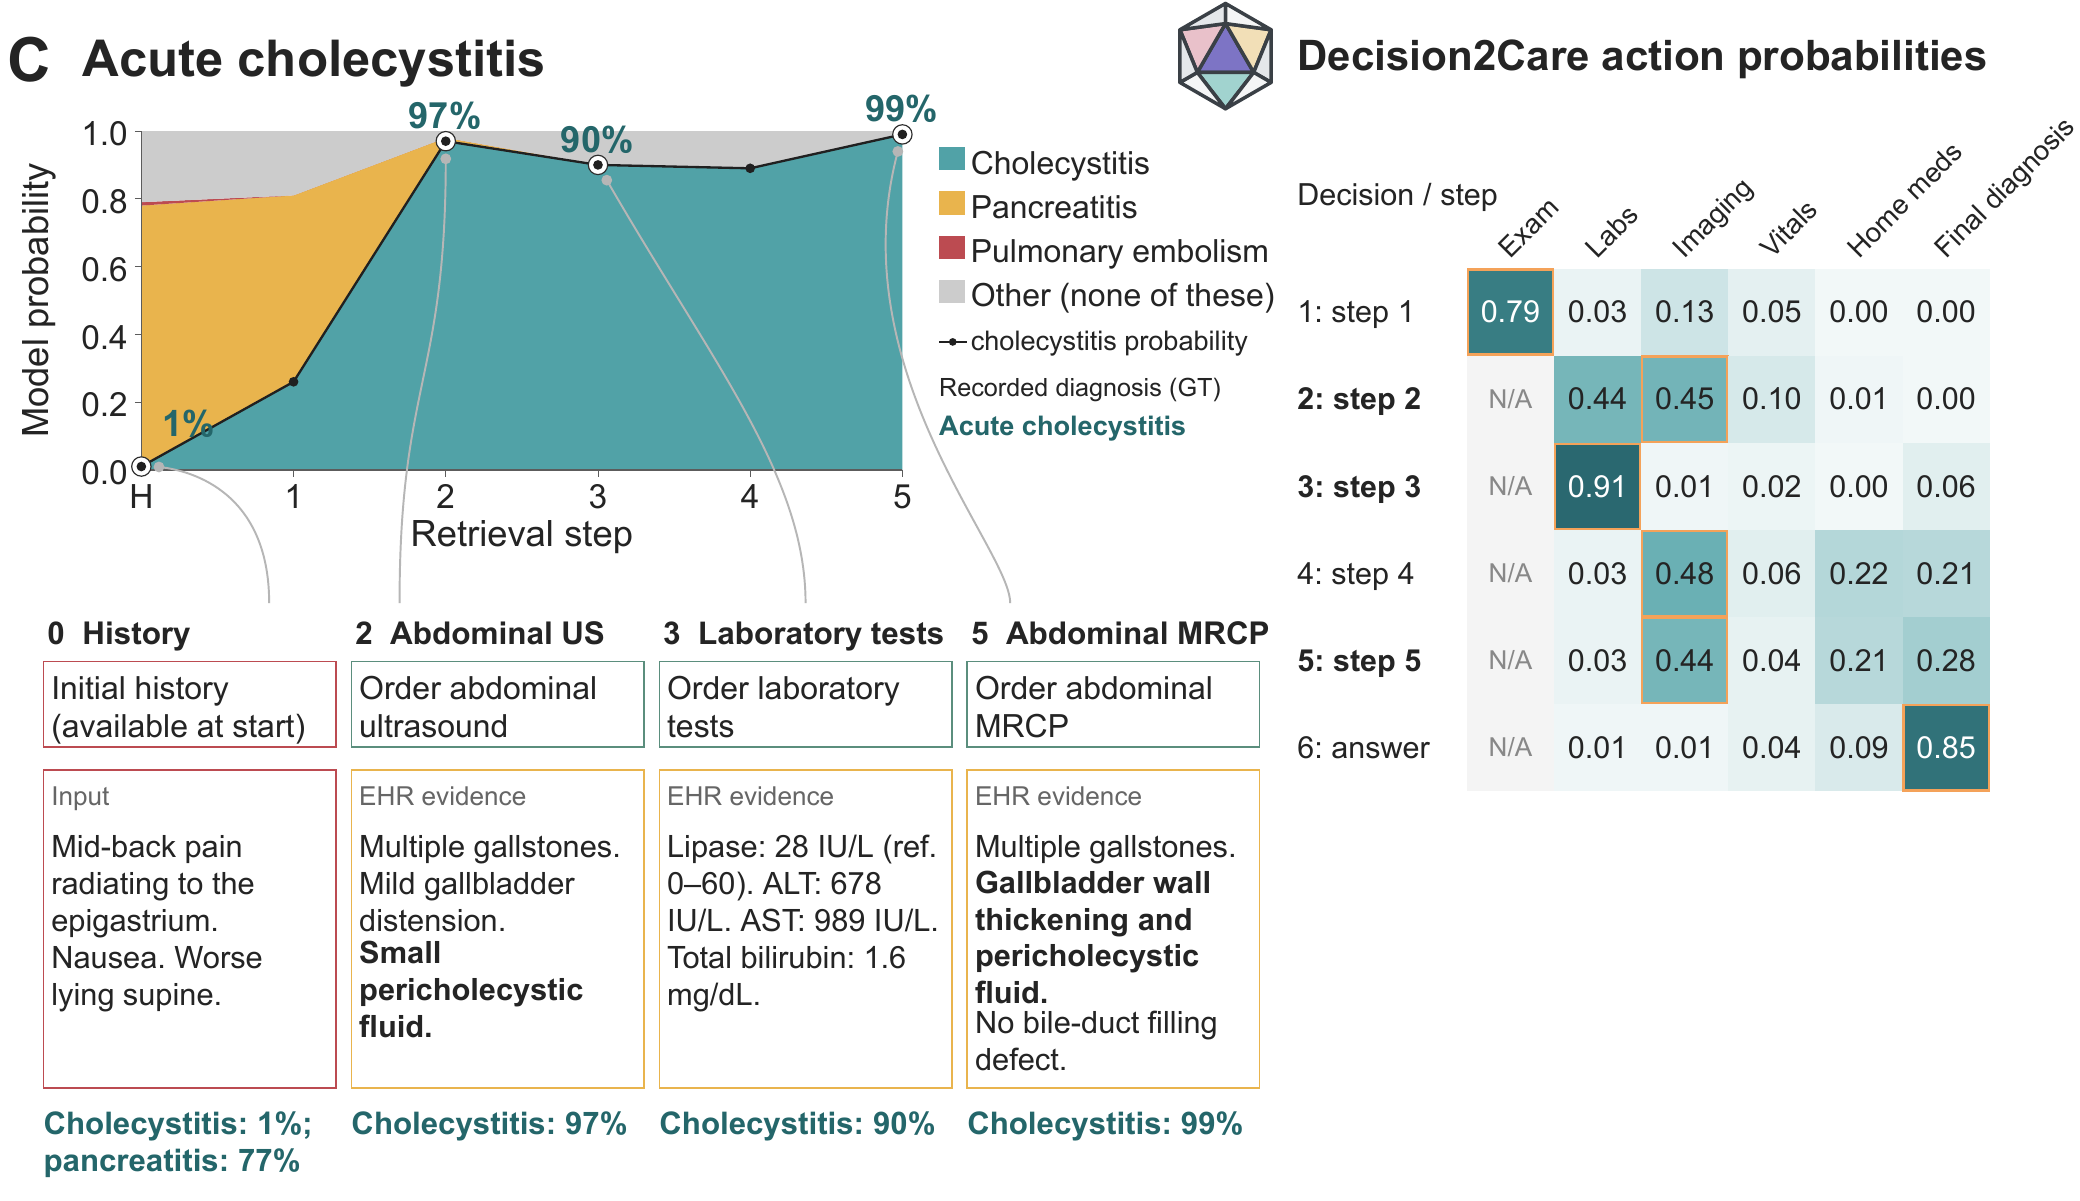 C Acute cholecystitis
Decision2Care action probabilities
Model probability
1.0
0.8
0.6
0.4
0.2
0.0
97%
90%
99%
1%
H 1 2 3 4 5
Retrieval step
Cholecystitis
Pancreatitis
Pulmonary embolism
Other (none of these)
cholecystitis probability
Recorded diagnosis (GT)
Acute cholecystitis
Decision / step Exam Labs Imaging Vitals Home meds Final diagnosis
1: step 1 0.79 0.03 0.13 0.05 0.00 0.00
2: step 2 N/A 0.44 0.45 0.10 0.01 0.00
3: step 3 N/A 0.91 0.01 0.02 0.00 0.06
4: step 4 N/A 0.03 0.48 0.06 0.22 0.21
5: step 5 N/A 0.03 0.44 0.04 0.21 0.28
6: answer N/A 0.01 0.01 0.04 0.09 0.85
0 History
Initial history
(available at start)
Input
Mid-back pain
radiating to the
epigastrium.
Nausea. Worse
lying supine.
Cholecystitis: 1%;
pancreatitis: 77%
2 Abdominal US
Order abdominal
ultrasound
EHR evidence
Multiple gallstones.
Mild gallbladder
distension.
Small
pericholecystic
fluid.
Cholecystitis: 97%
3 Laboratory tests
Order laboratory
tests
EHR evidence
Lipase: 28 IU/L (ref.
0–60). ALT: 678
IU/L. AST: 989 IU/L.
Total bilirubin: 1.6
mg/dL.
Cholecystitis: 90%
5 Abdominal MRCP
Order abdominal
MRCP
EHR evidence
Multiple gallstones.
Gallbladder wall
thickening and
pericholecystic
fluid.
No bile-duct filling
defect.
Cholecystitis: 99%